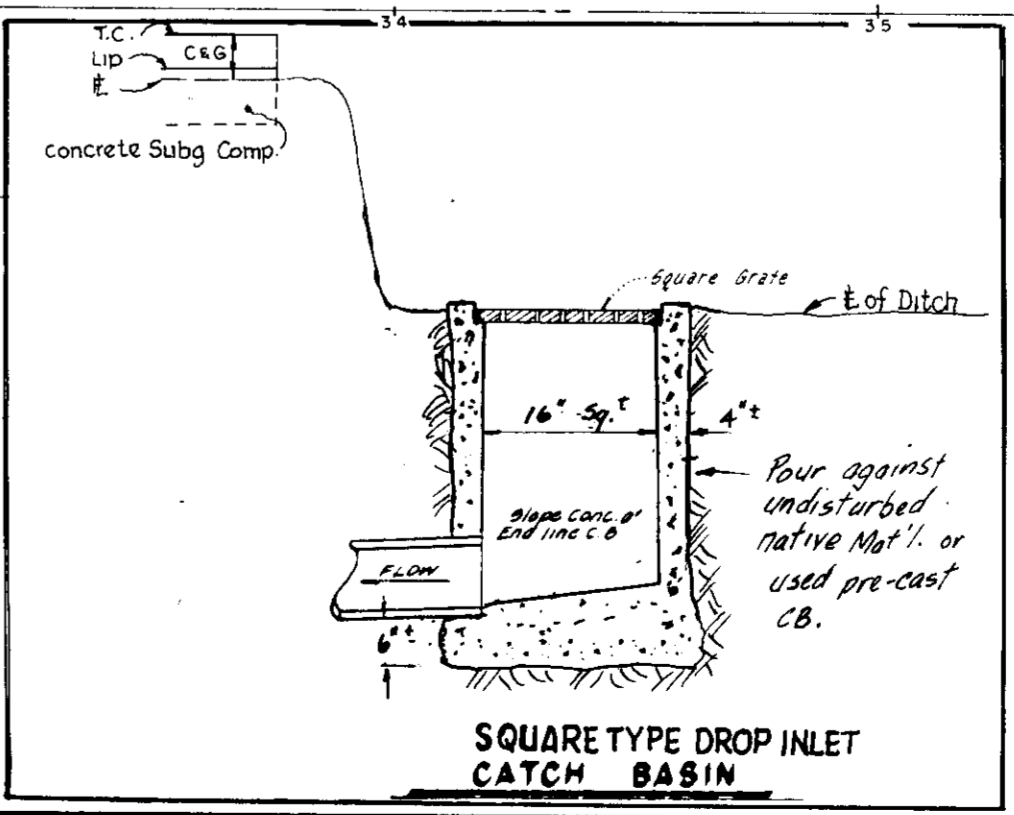 34
35
T.C.
C&G
Lip
℄
concrete Subg Comp.
Square Grate
℄ of Ditch
16" Sq.±
4"±
Pour against
undisturbed
native Mat'l. or
used pre-cast
CB.
Slope Conc. @
End line C.B
FLOW
6"±
SQUARE TYPE DROP INLET
CATCH BASIN